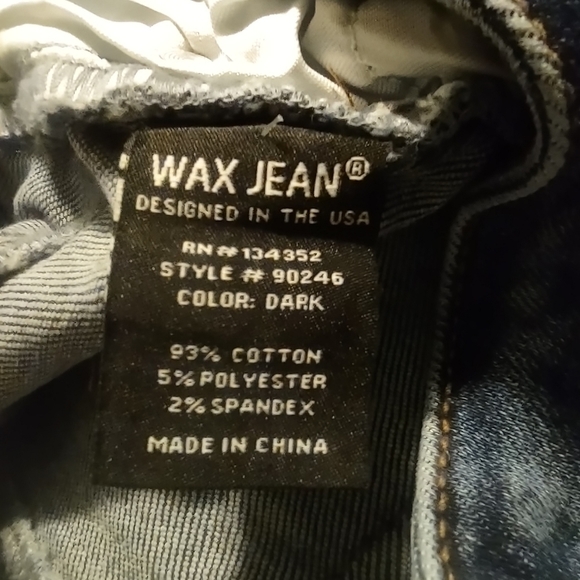 WAX JEAN®
DESIGNED IN THE USA
RN # 134352
STYLE # 90246
COLOR: DARK
93% COTTON
5% POLYESTER
2% SPANDEX
MADE IN CHINA